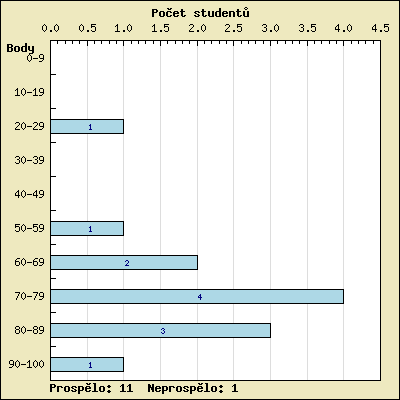 Počet studentů
0.0 0.5 1.0 1.5 2.0 2.5 3.0 3.5 4.0 4.5
Body
0-9
10-19
20-29 1
30-39
40-49
50-59 1
60-69 2
70-79 4
80-89 3
90-100 1
Prospělo: 11 Neprospělo: 1